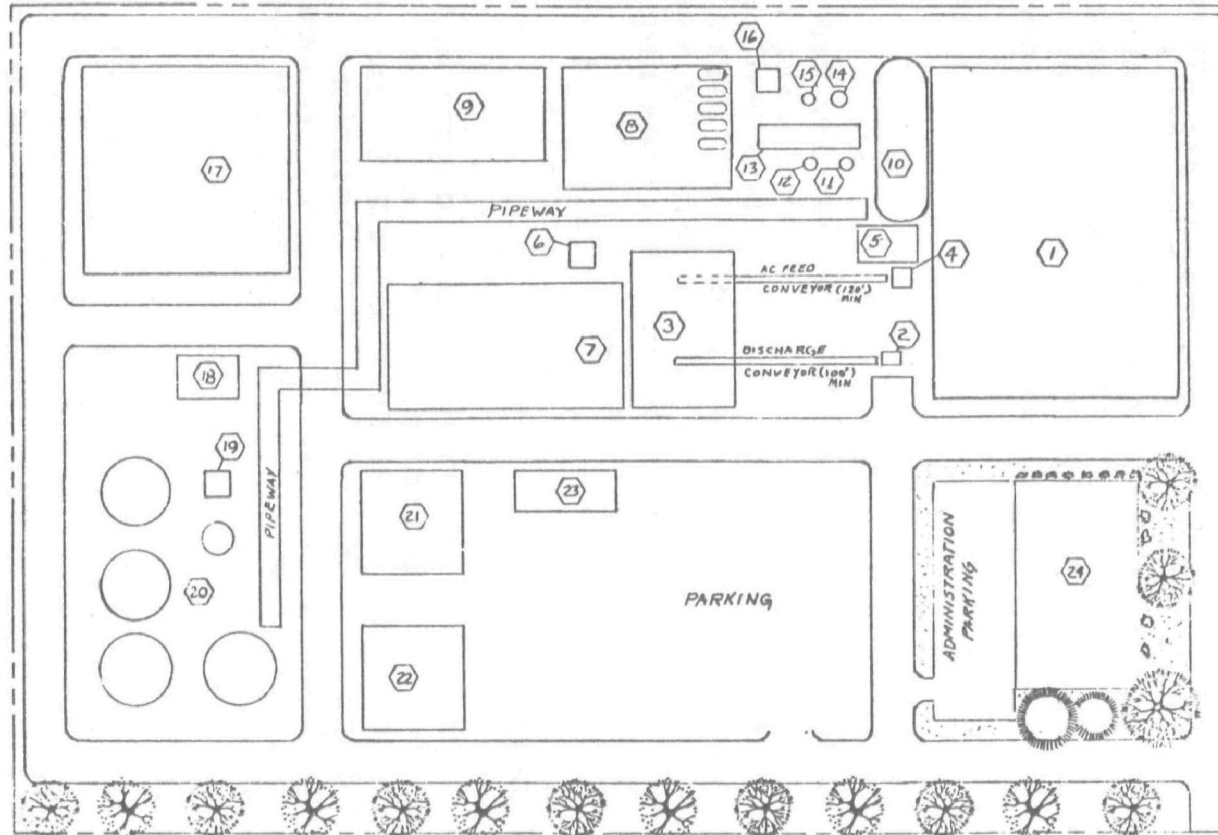 16
15
14
9
8
17
13
12
11
10
PIPEWAY
6
5
4
1
AC FEED
CONVEYOR (120')
MIN
3
7
2
DISCHARGE
CONVEYOR (100')
MIN
18
19
PIPEWAY
20
21
23
22
PARKING
ADMINISTRATION
PARKING
24